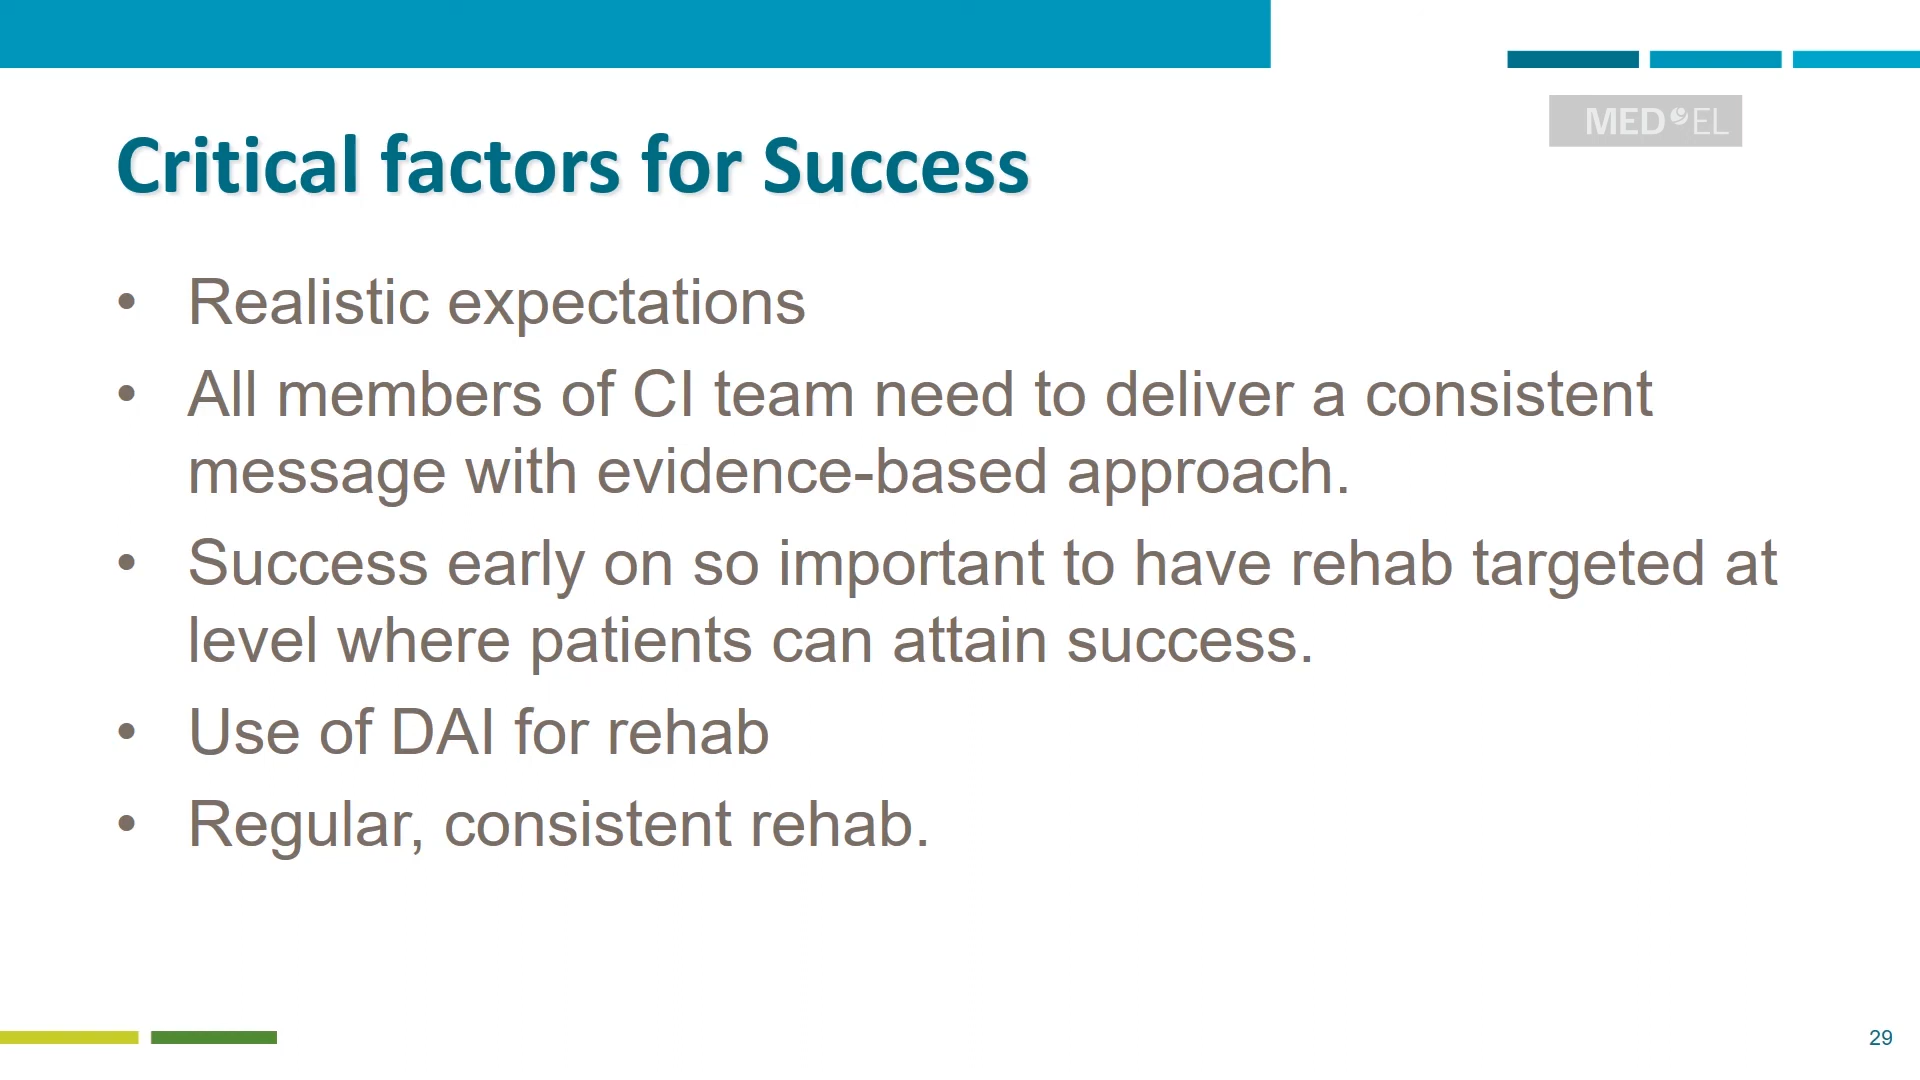 MED EL
Critical factors for Success
• Realistic expectations
• All members of CI team need to deliver a consistent
message with evidence-based approach.
• Success early on so important to have rehab targeted at
level where patients can attain success.
• Use of DAI for rehab
• Regular, consistent rehab.
29